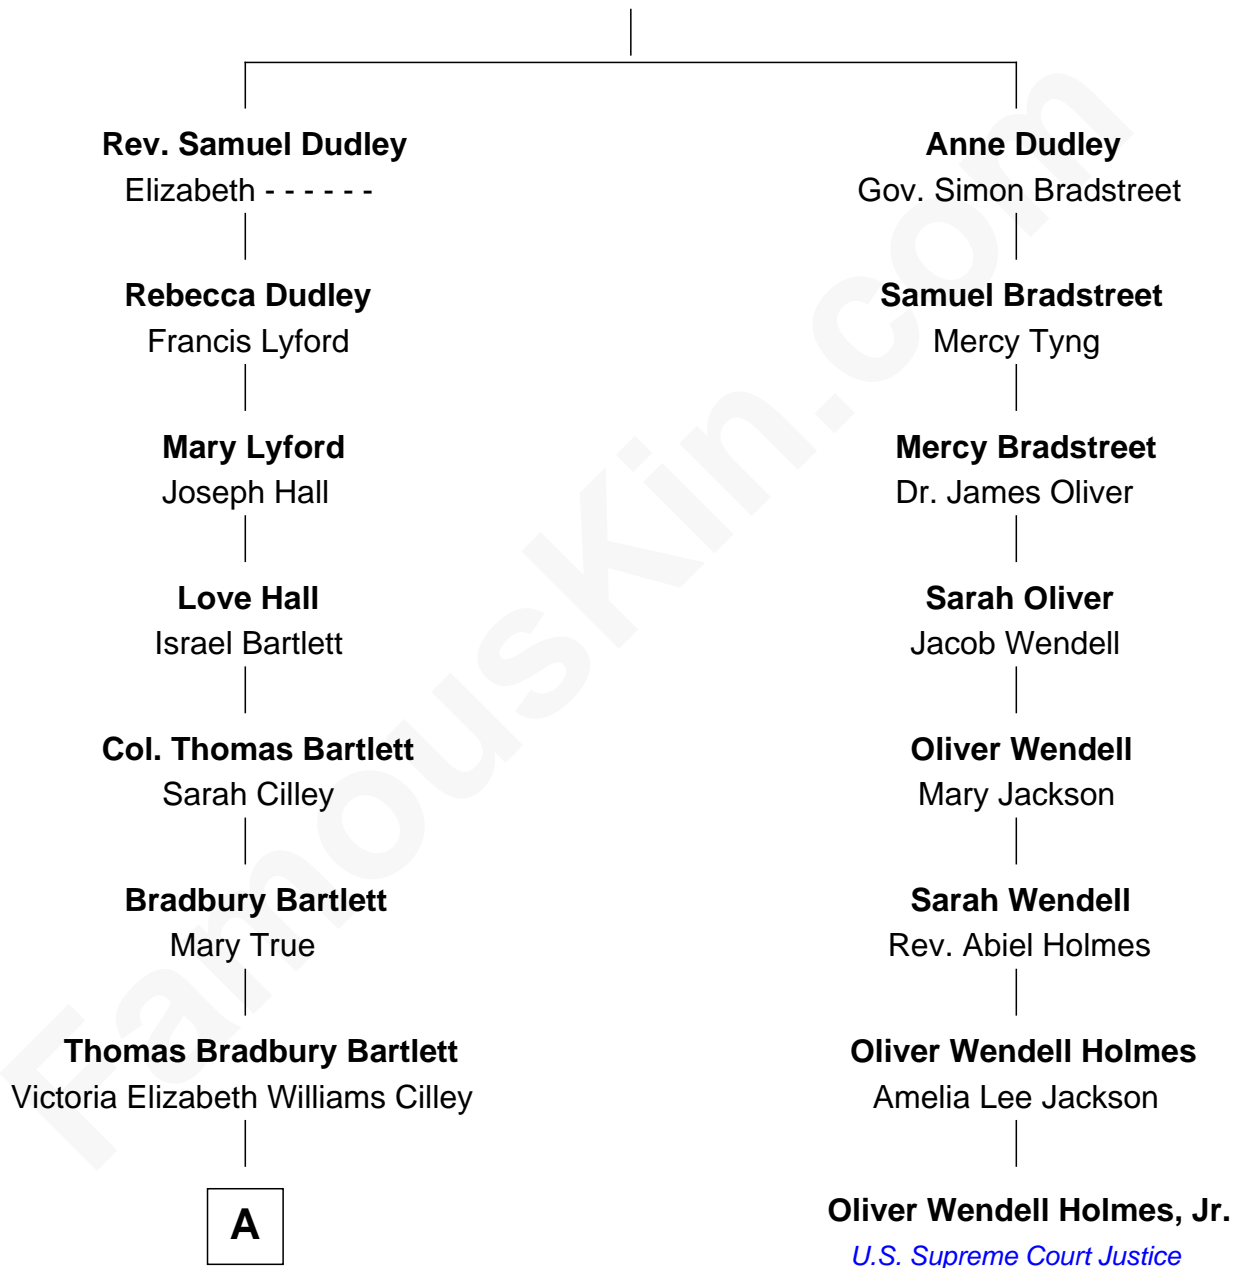 Rev. Samuel Dudley
Elizabeth - - - - - -
Anne Dudley
Gov. Simon Bradstreet
Rebecca Dudley
Francis Lyford
Samuel Bradstreet
Mercy Tyng
Mary Lyford
Joseph Hall
Mercy Bradstreet
Dr. James Oliver
Love Hall
Israel Bartlett
Sarah Oliver
Jacob Wendell
Col. Thomas Bartlett
Sarah Cilley
Oliver Wendell
Mary Jackson
Bradbury Bartlett
Mary True
Sarah Wendell
Rev. Abiel Holmes
Thomas Bradbury Bartlett
Victoria Elizabeth Williams Cilley
Oliver Wendell Holmes
Amelia Lee Jackson
A
Oliver Wendell Holmes, Jr.
U.S. Supreme Court Justice
FamousKin.com